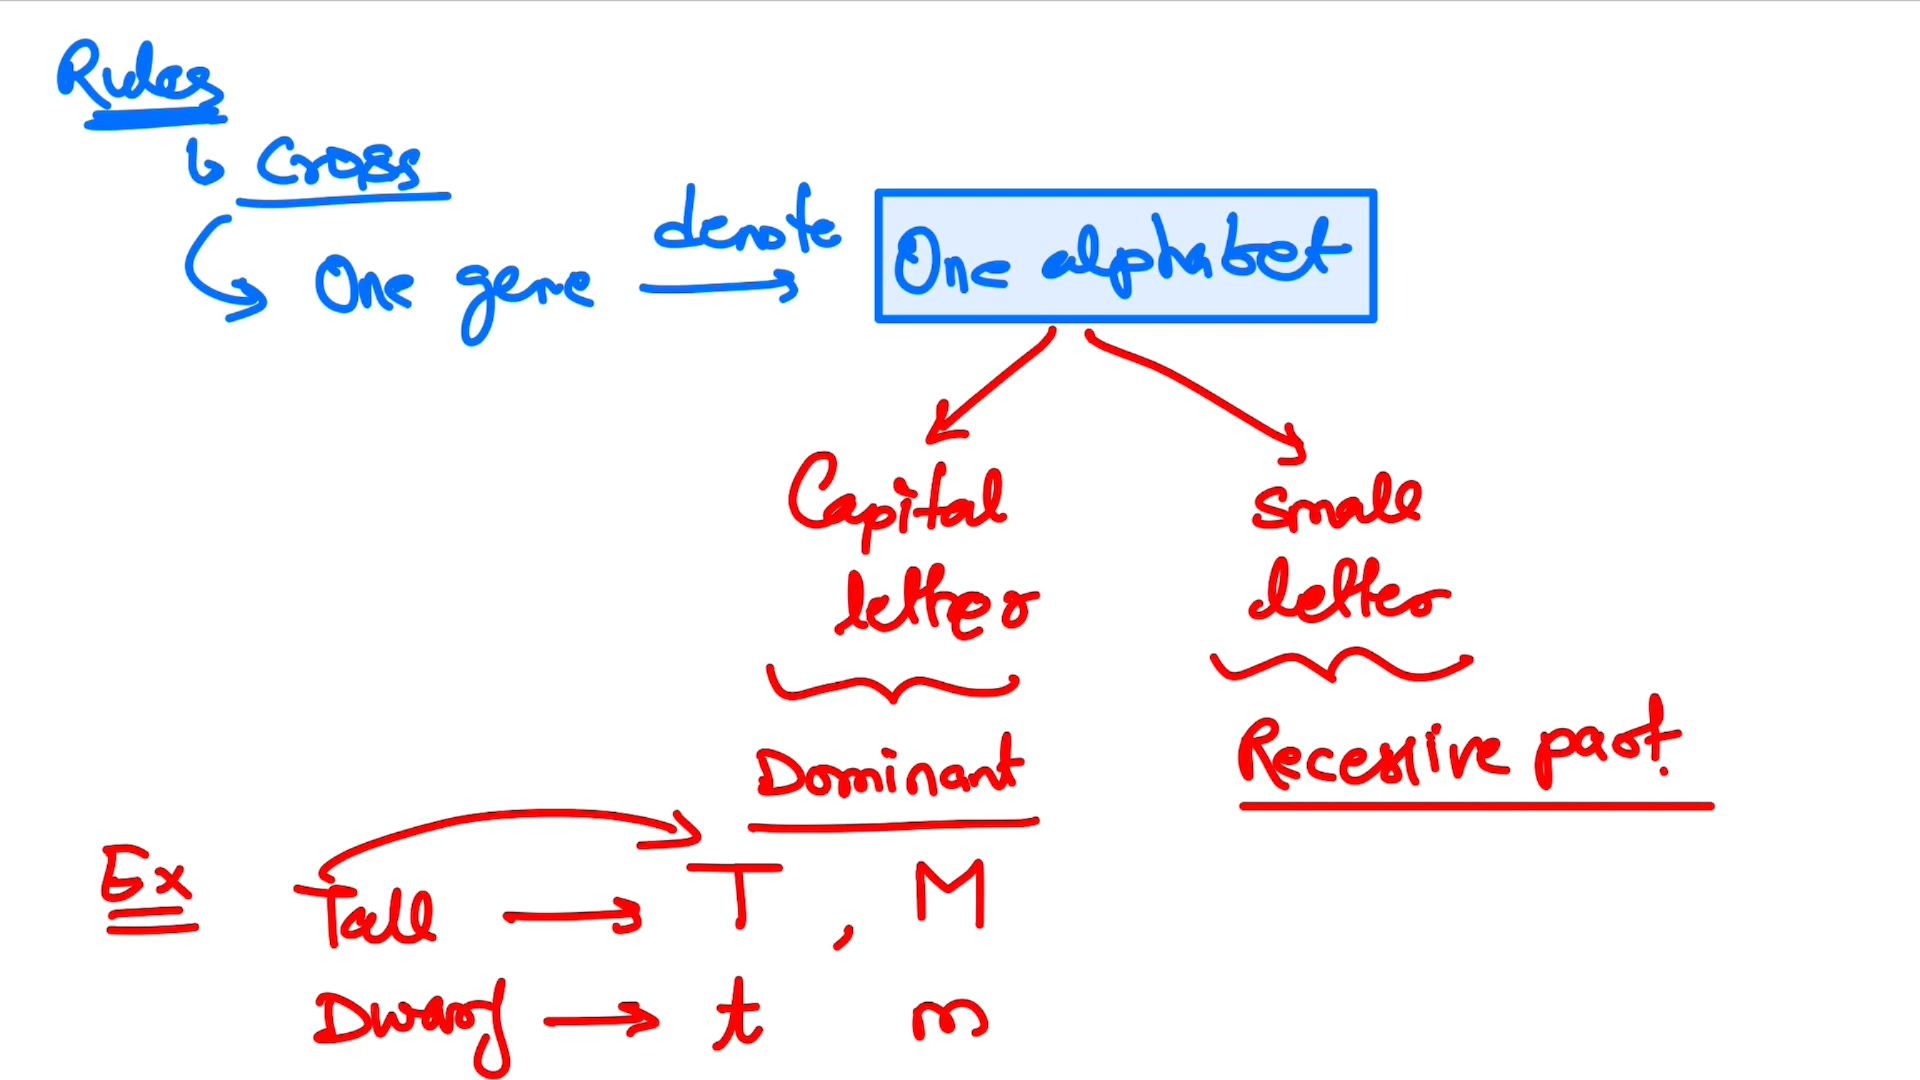 Rules
Cross
One gene → denote One alphabet
Capital letter
small letter
Dominant
Recessive part.
Ex
Tall → T , M
Dwarf → t m